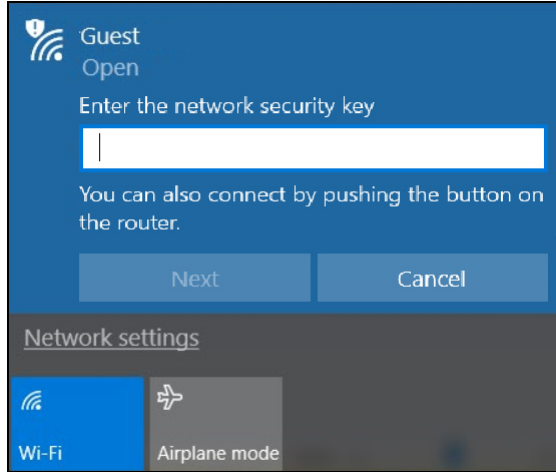 Guest
Open
Enter the network security key
You can also connect by pushing the button on
the router.
Next
Cancel
Network settings
Wi-Fi
Airplane mode